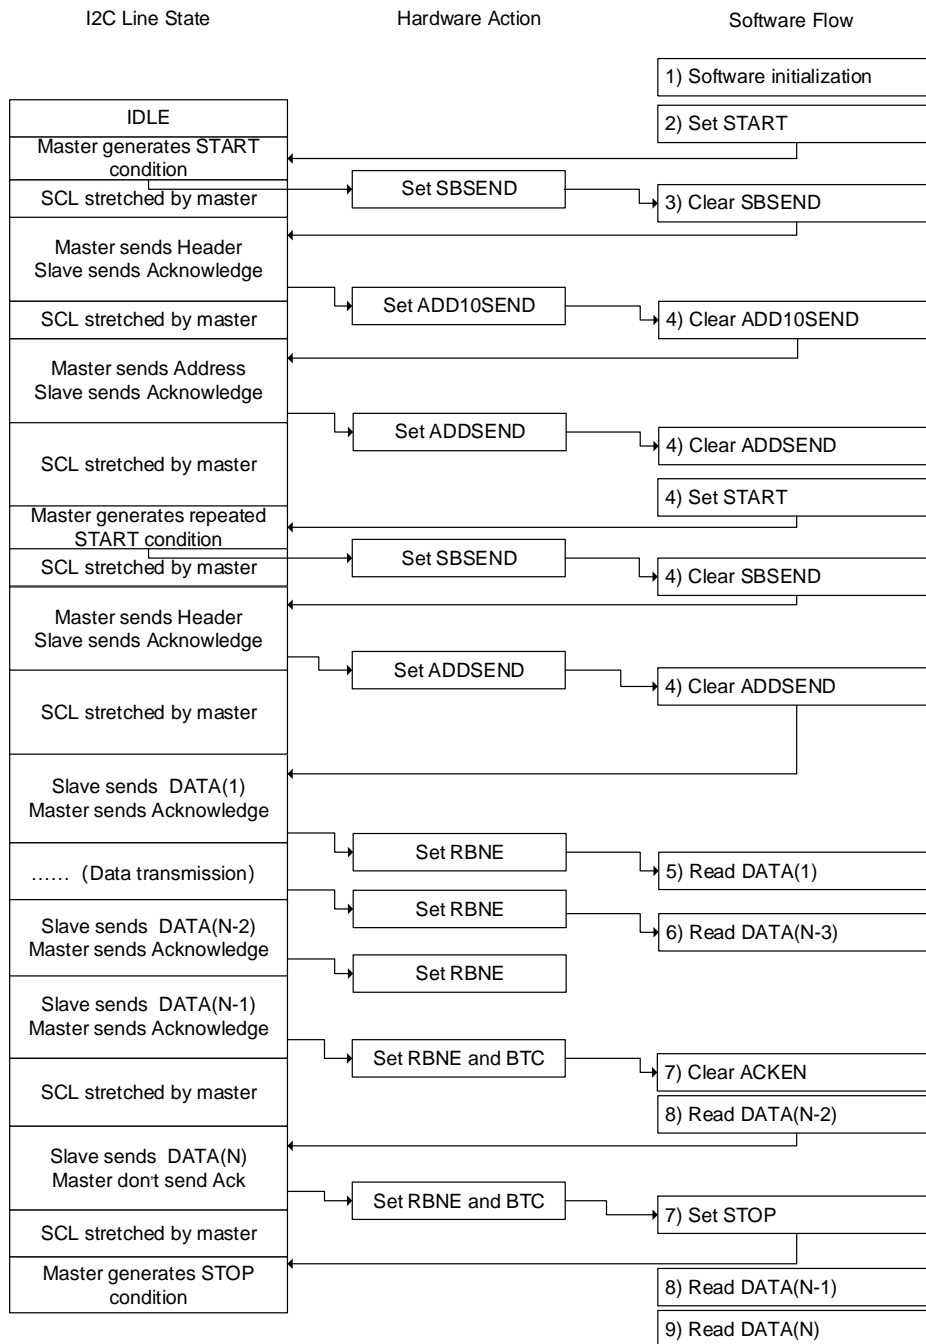 I2C Line State
Hardware Action
Software Flow
1) Software initialization
IDLE
2) Set START
Master generates START
condition
SCL stretched by master
Set SBSEND
3) Clear SBSEND
Master sends Header
Slave sends Acknowledge
Set ADD10SEND
SCL stretched by master
4) Clear ADD10SEND
Master sends Address
Slave sends Acknowledge
Set ADDSEND
4) Clear ADDSEND
SCL stretched by master
4) Set START
Master generates repeated
START condition
Set SBSEND
SCL stretched by master
4) Clear SBSEND
Master sends Header
Slave sends Acknowledge
Set ADDSEND
4) Clear ADDSEND
SCL stretched by master
Slave sends DATA(1)
Master sends Acknowledge
Set RBNE
5) Read DATA(1)
...... (Data transmission)
Set RBNE
6) Read DATA(N-3)
Slave sends DATA(N-2)
Master sends Acknowledge
Set RBNE
Slave sends DATA(N-1)
Master sends Acknowledge
Set RBNE and BTC
7) Clear ACKEN
SCL stretched by master
8) Read DATA(N-2)
Slave sends DATA(N)
Master don't send Ack
Set RBNE and BTC
7) Set STOP
SCL stretched by master
Master generates STOP
condition
8) Read DATA(N-1)
9) Read DATA(N)